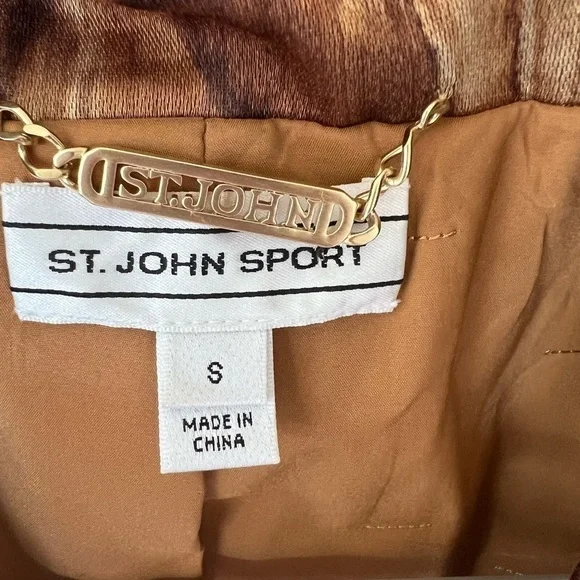 ST. JOHN
ST. JOHN SPORT
S
MADE IN
CHINA